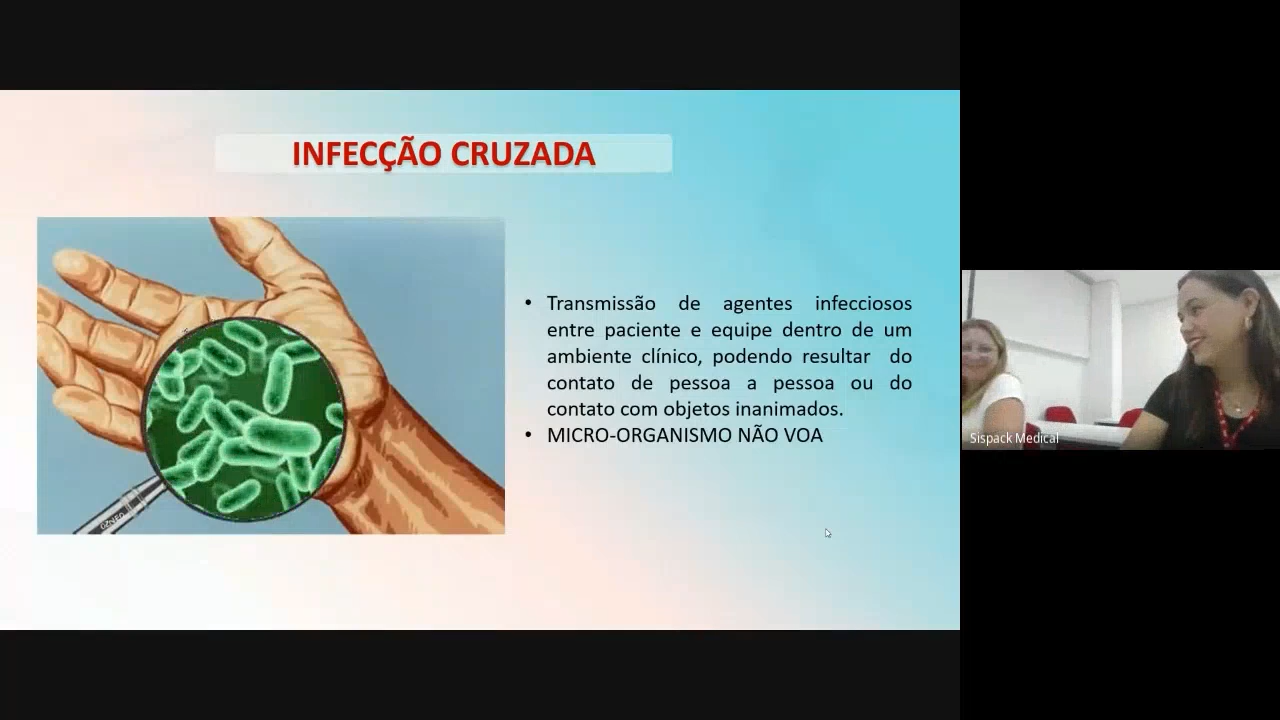 INFECÇÃO CRUZADA
• Transmissão de agentes infecciosos
entre paciente e equipe dentro de um
ambiente clínico, podendo resultar do
contato de pessoa a pessoa ou do
contato com objetos inanimados.
• MICRO-ORGANISMO NÃO VOA
Sispack Medical